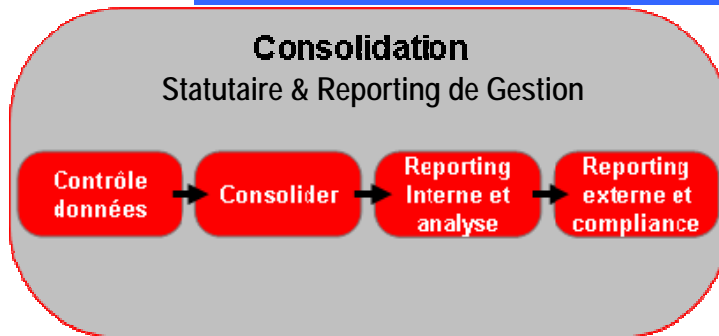 Consolidation
Statutaire & Reporting de Gestion
Contrôle
données
Consolider
Reporting
Interne et
analyse
Reporting
externe et
compliance